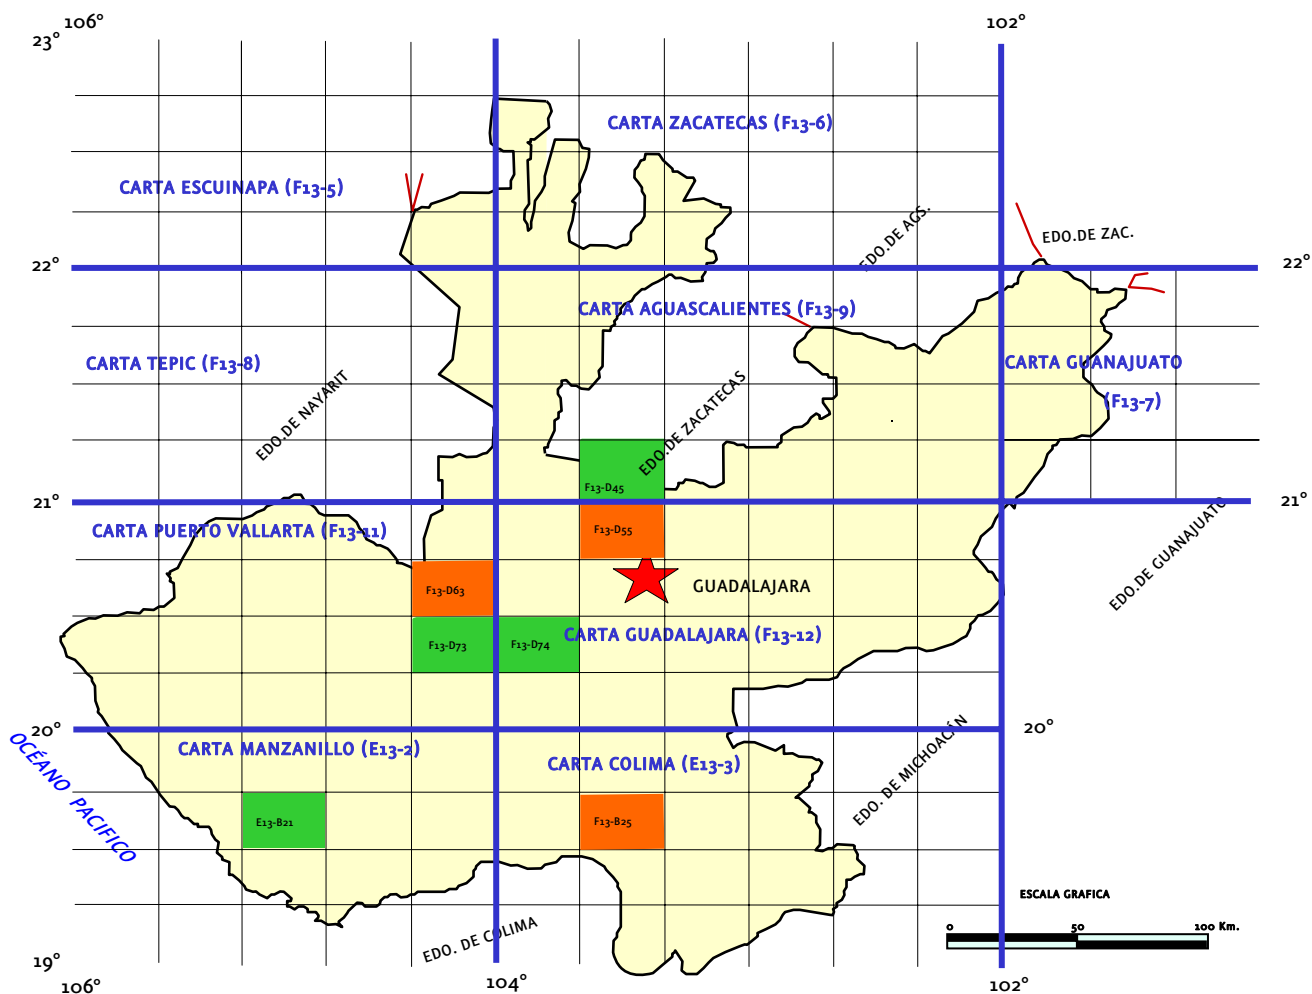 106°
102°
23°
CARTA ZACATECAS (F13-6)
CARTA ESCUINAPA (F13-5)
EDO.DE AGS.
EDO.DE ZAC.
22°
22°
CARTA AGUASCALIENTES (F13-9)
CARTA TEPIC (F13-8)
CARTA GUANAJUATO
(F13-7)
EDO.DE NAYARIT
EDO.DE ZACATECAS
F13-D45
21°
21°
CARTA PUERTO VALLARTA (F13-11)
F13-D55
EDO.DE GUANAJUATO
F13-D63
GUADALAJARA
CARTA GUADALAJARA (F13-12)
F13-D73
F13-D74
20°
20°
OCÉANO PACIFICO
CARTA MANZANILLO (E13-2)
CARTA COLIMA (E13-3)
EDO. DE MICHOACÁN
E13-B21
F13-B25
ESCALA GRAFICA
0 50 100 Km.
EDO. DE COLIMA
19°
106°
104°
102°